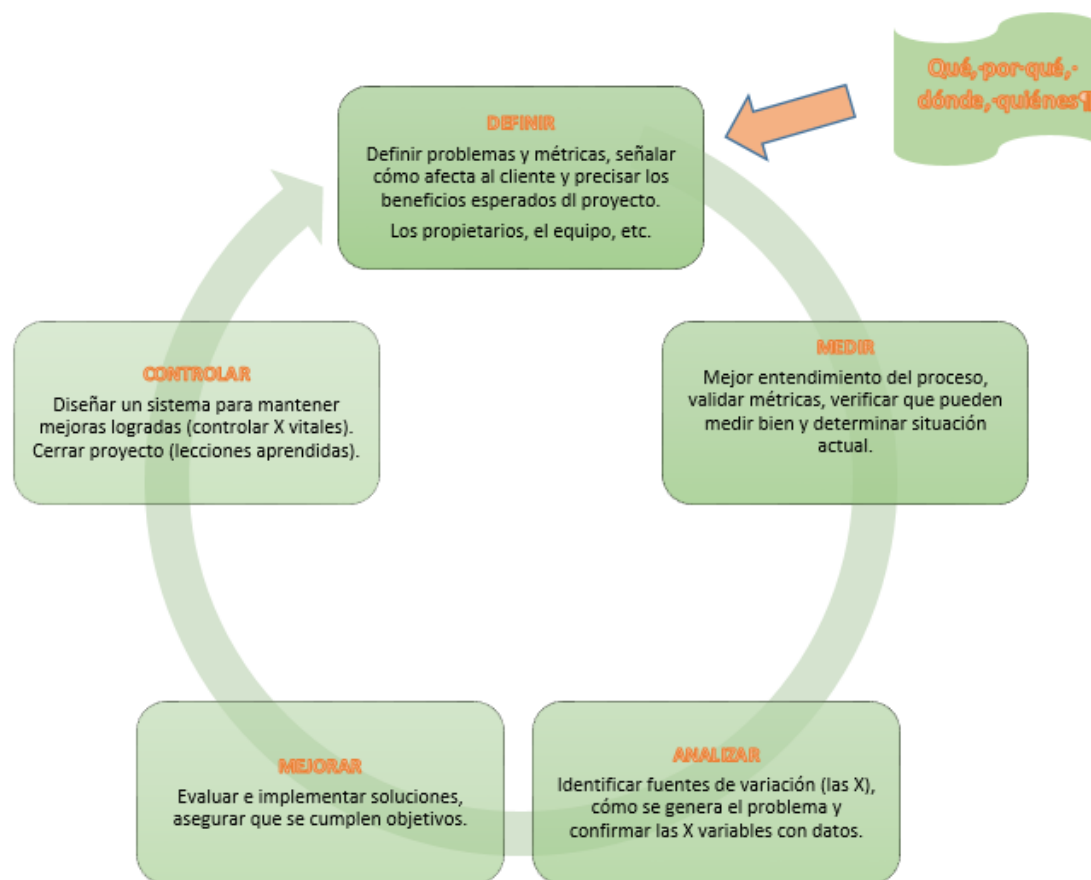 Qué,·por·qué,·
dónde,·quiénes¶
DEFINIR
Definir problemas y métricas, señalar
cómo afecta al cliente y precisar los
beneficios esperados dl proyecto.
Los propietarios, el equipo, etc.
MEDIR
Mejor entendimiento del proceso,
validar métricas, verificar que pueden
medir bien y determinar situación
actual.
ANALIZAR
Identificar fuentes de variación (las X),
cómo se genera el problema y
confirmar las X variables con datos.
MEJORAR
Evaluar e implementar soluciones,
asegurar que se cumplen objetivos.
CONTROLAR
Diseñar un sistema para mantener
mejoras logradas (controlar X vitales).
Cerrar proyecto (lecciones aprendidas).